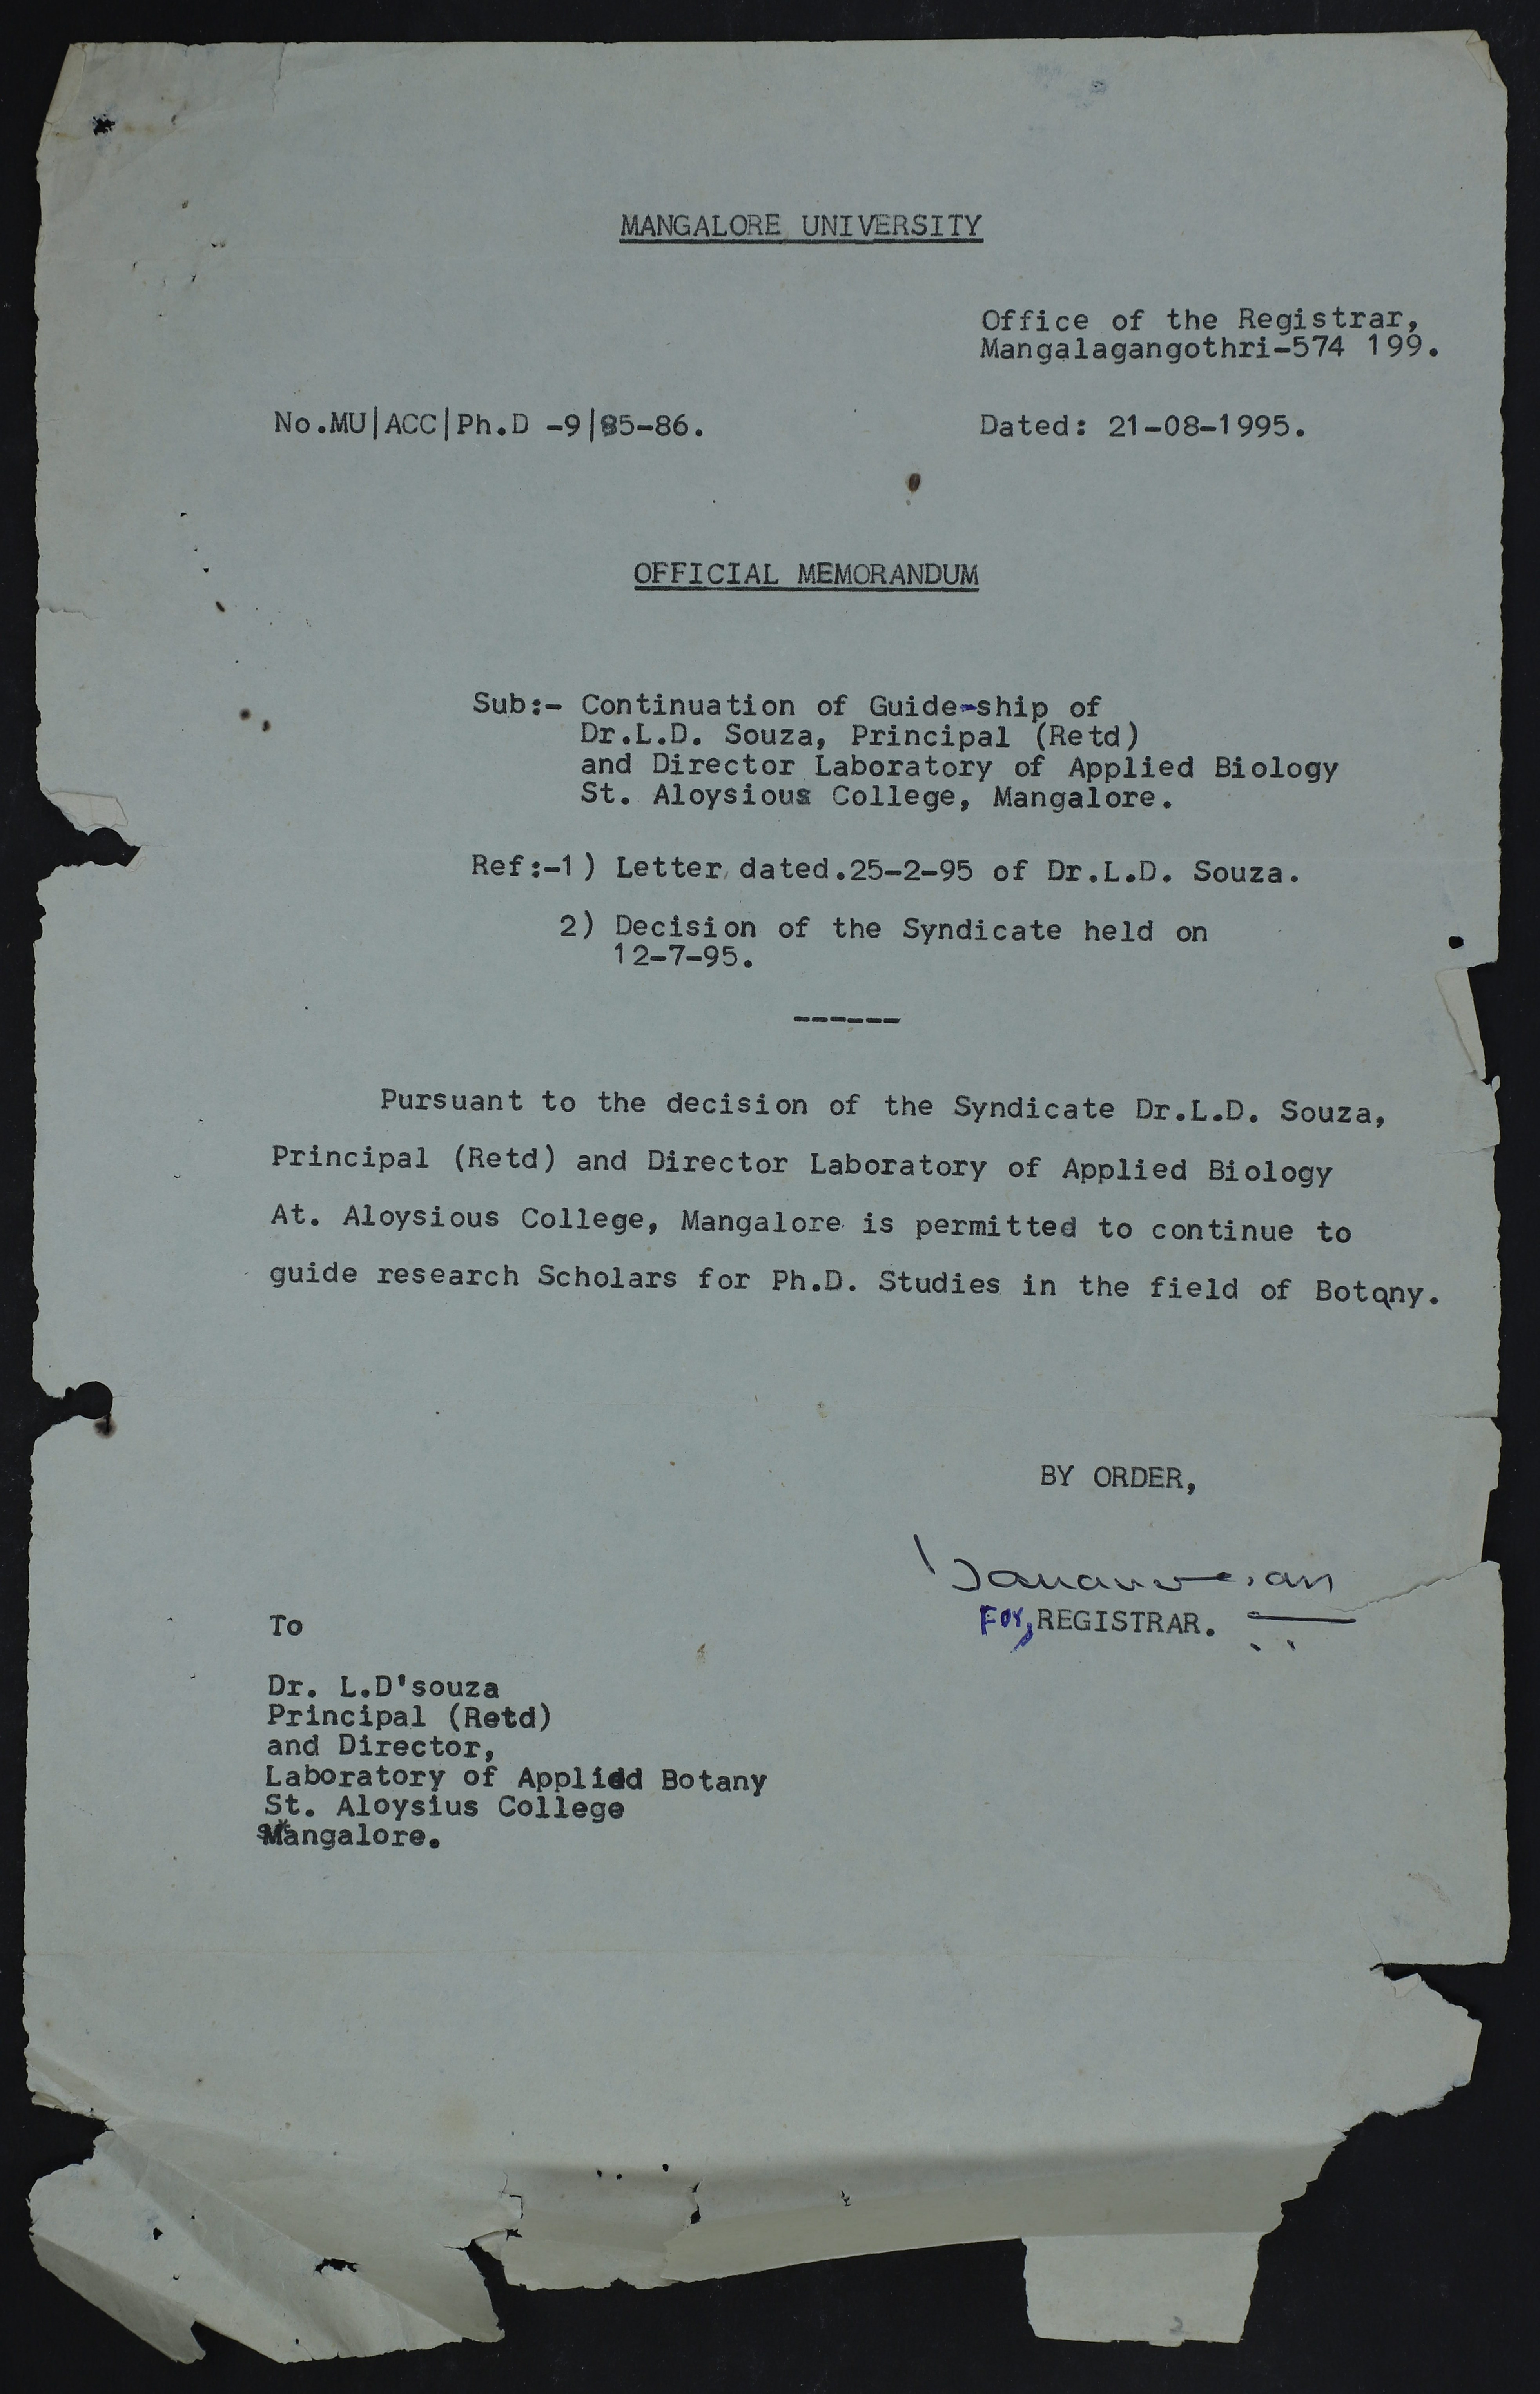 MANGALORE UNIVERSITY
Office of the Registrar,
Mangalagangothri-574 199.
No.MU|ACC|Ph.D -9|85-86.
Dated: 21-08-1995.
OFFICIAL MEMORANDUM
Sub:- Continuation of Guide-ship of
Dr.L.D. Souza, Principal (Retd)
and Director Laboratory of Applied Biology
St. Aloysious College, Mangalore.
Ref:-1) Letter dated.25-2-95 of Dr.L.D. Souza.
2) Decision of the Syndicate held on
12-7-95.
------
Pursuant to the decision of the Syndicate Dr.L.D. Souza,
Principal (Retd) and Director Laboratory of Applied Biology
At. Aloysious College, Mangalore is permitted to continue to
guide research Scholars for Ph.D. Studies in the field of Botany.
BY ORDER,
For, REGISTRAR.
To
Dr. L.D'souza
Principal (Retd)
and Director,
Laboratory of Applied Botany
St. Aloysius College
Mangalore.
2